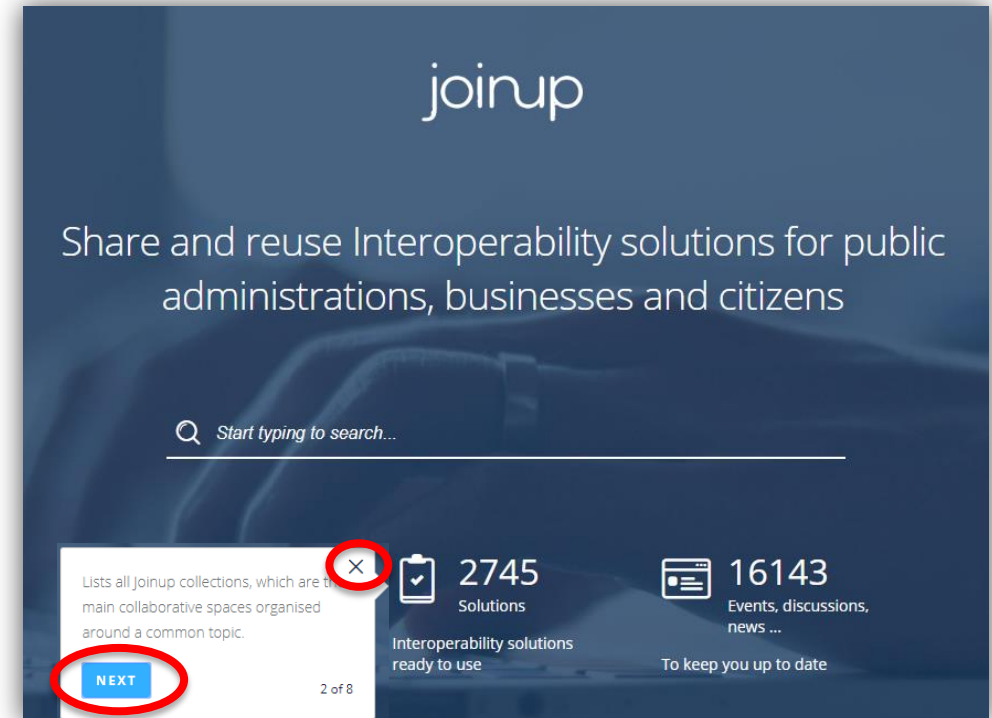 joinup
Share and reuse Interoperability solutions for public
administrations, businesses and citizens
Start typing to search...
Lists all Joinup collections, which are
main collaborative spaces organised
around a common topic.
NEXT
2 of 8
2745
Solutions
Interoperability solutions
ready to use
16143
Events, discussions,
news ...
To keep you up to date